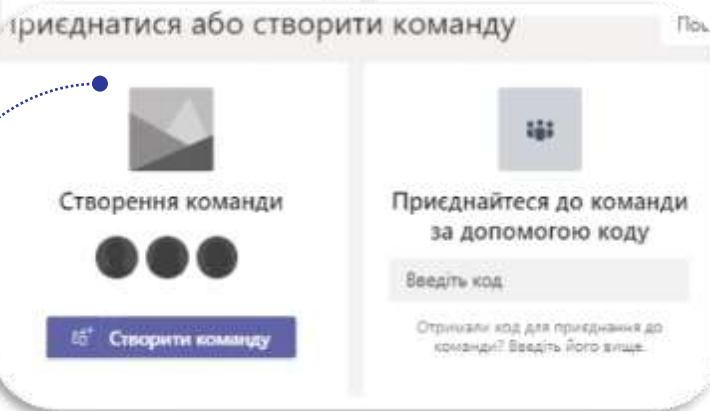 приєднатися або створити команду
Створення команди
Створити команду
Приєднайтеся до команди
за допомогою коду
Введіть код
Отримали код для приєднання до
команди? Введіть його вище.